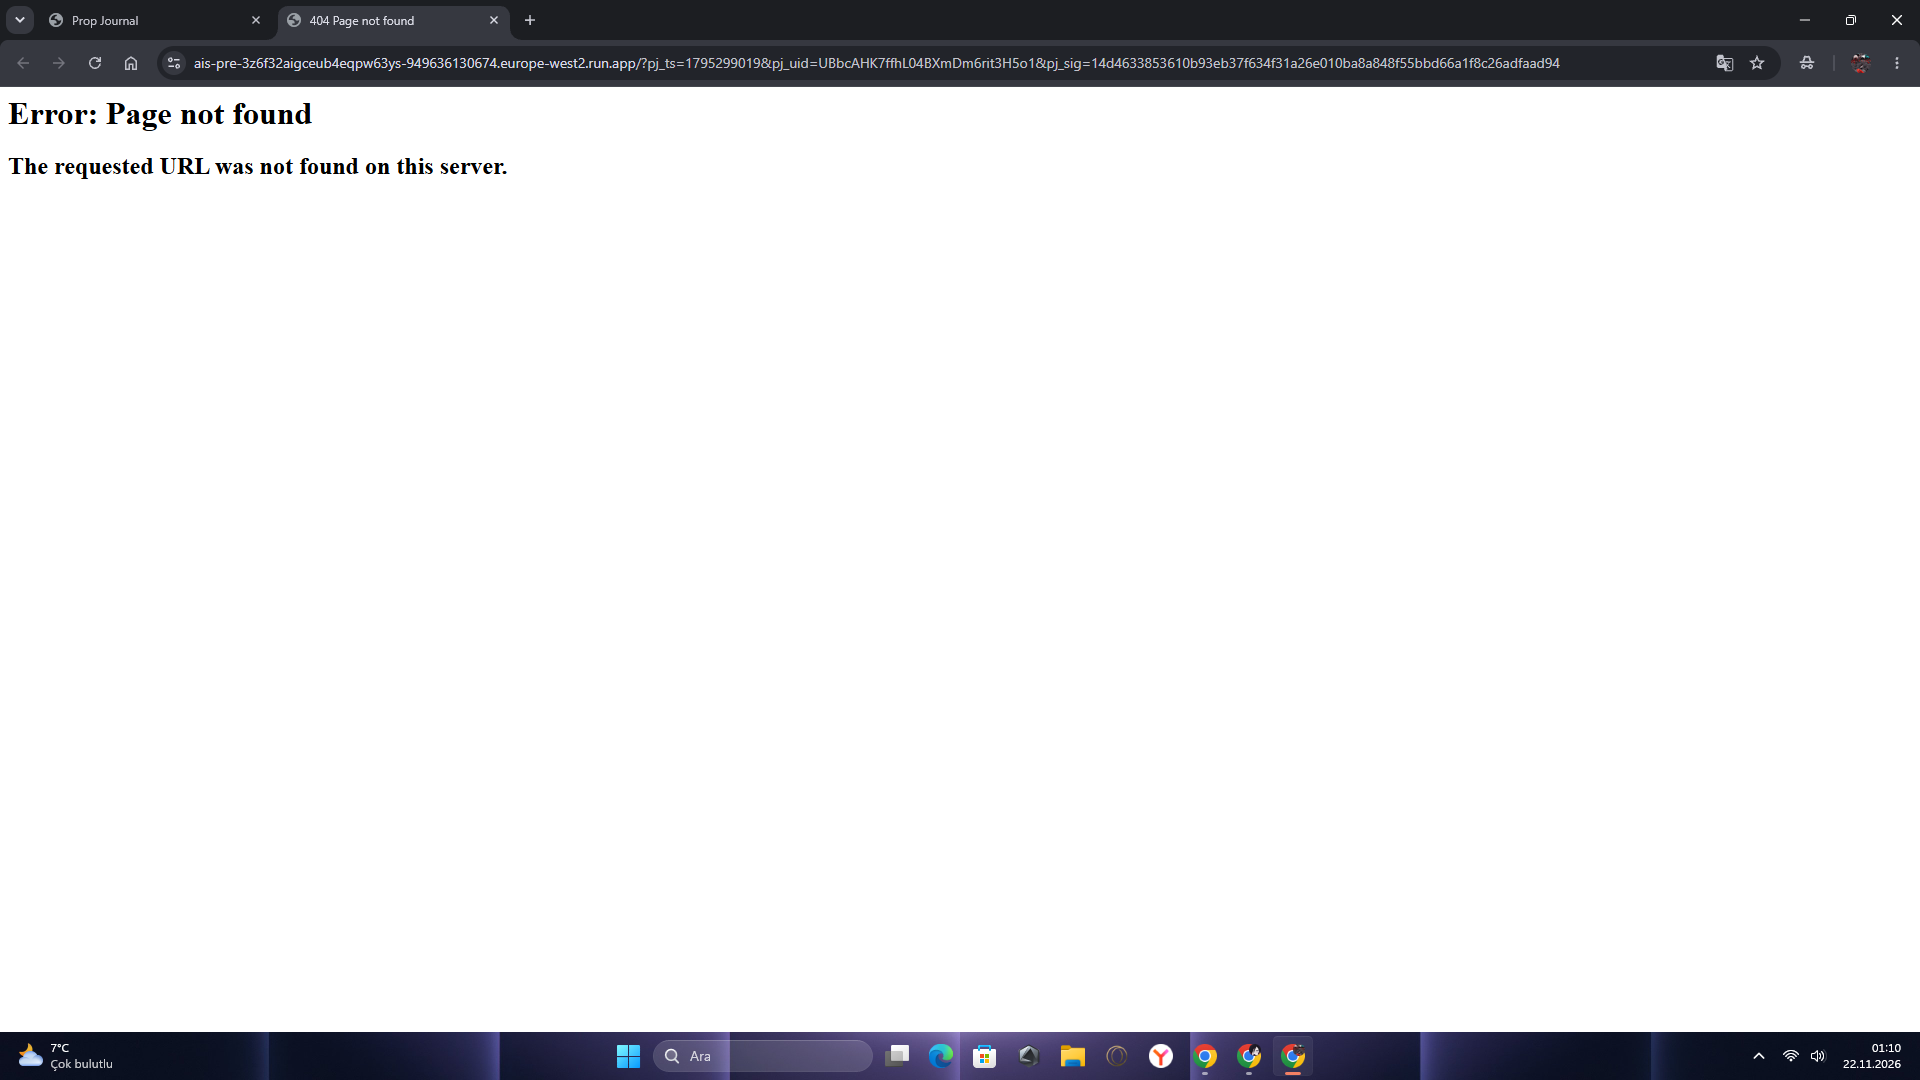 Prop Journal
404 Page not found
ais-pre-3z6f32aigceub4eqpw63ys-949636130674.europe-west2.run.app/?pj_ts=1795299019&pj_uid=UBbcAHK7ffhL04BXmDm6rit3H5o1&pj_sig=14d4633853610b93eb37f634f31a26e010ba8a848f55bbd66a1f8c26adfaad94
Error: Page not found
The requested URL was not found on this server.
7°C
Çok bulutlu
Ara
01:10
22.11.2026